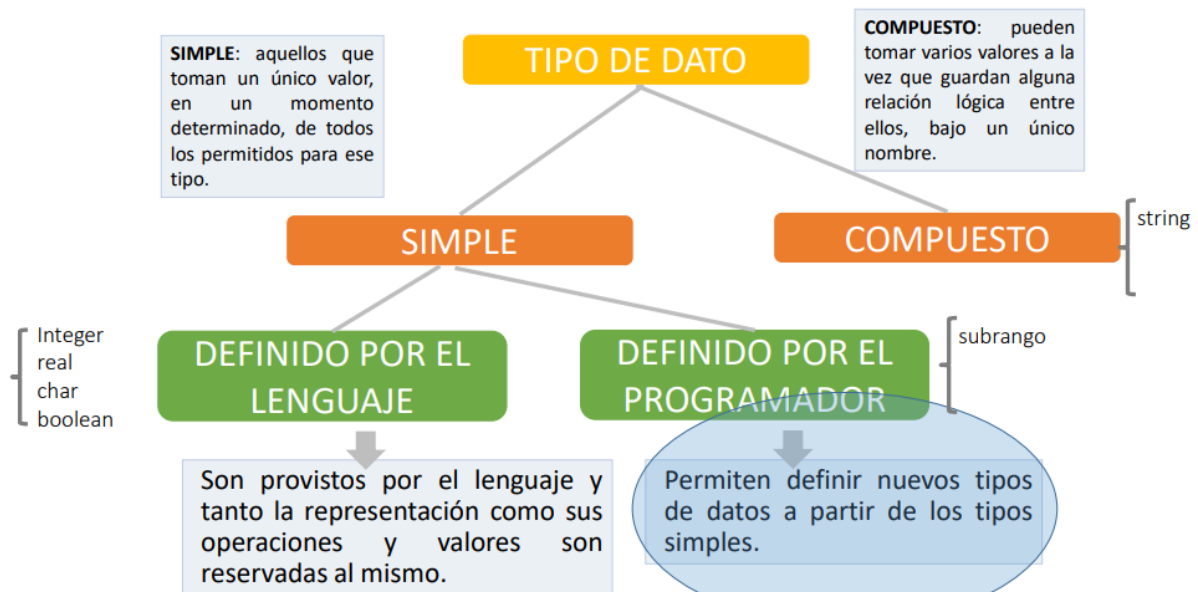 TIPO DE DATO
SIMPLE: aquellos que
toman un único valor,
en un momento
determinado, de todos
los permitidos para ese
tipo.
COMPUESTO: pueden
tomar varios valores a la
vez que guardan alguna
relación lógica entre
ellos, bajo un único
nombre.
SIMPLE
COMPUESTO
string
Integer
real
char
boolean
DEFINIDO POR EL
LENGUAJE
DEFINIDO POR EL
PROGRAMADOR
subrango
Son provistos por el lenguaje y
tanto la representación como sus
operaciones y valores son
reservadas al mismo.
Permiten definir nuevos tipos
de datos a partir de los tipos
simples.